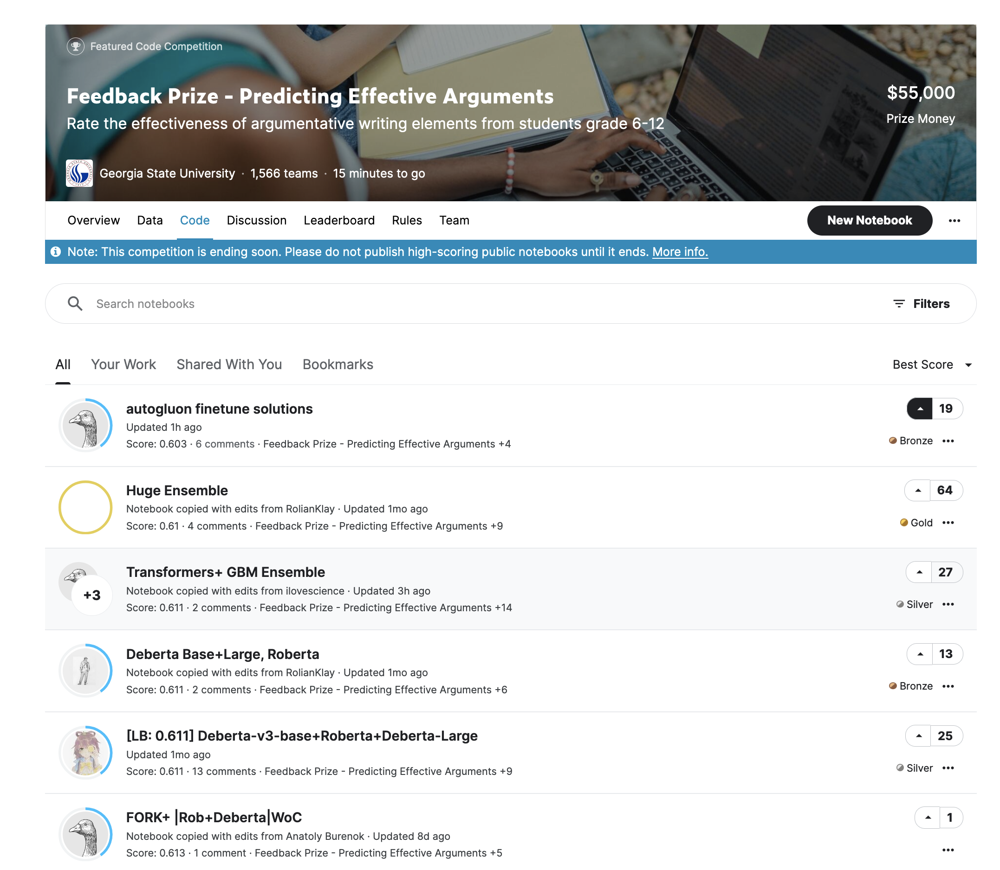 Featured Code Competition
Feedback Prize - Predicting Effective Arguments
$55,000
Rate the effectiveness of argumentative writing elements from students grade 6-12
Prize Money
Georgia State University · 1,566 teams · 15 minutes to go
Overview Data Code Discussion Leaderboard Rules Team New Notebook
Note: This competition is ending soon. Please do not publish high-scoring public notebooks until it ends. More info.
Search notebooks Filters
All Your Work Shared With You Bookmarks Best Score
autogluon finetune solutions 19
Updated 1h ago
Score: 0.603 · 6 comments · Feedback Prize - Predicting Effective Arguments +4 Bronze
Huge Ensemble 64
Notebook copied with edits from RolianKlay · Updated 1mo ago
Score: 0.61 · 4 comments · Feedback Prize - Predicting Effective Arguments +9 Gold
Transformers+ GBM Ensemble 27
+3
Notebook copied with edits from ilovescience · Updated 3h ago
Score: 0.611 · 2 comments · Feedback Prize - Predicting Effective Arguments +14 Silver
Deberta Base+Large, Roberta 13
Notebook copied with edits from RolianKlay · Updated 1mo ago
Score: 0.611 · 2 comments · Feedback Prize - Predicting Effective Arguments +6 Bronze
[LB: 0.611] Deberta-v3-base+Roberta+Deberta-Large 25
Updated 1mo ago
Score: 0.611 · 13 comments · Feedback Prize - Predicting Effective Arguments +9 Silver
FORK+ |Rob+Deberta|WoC 1
Notebook copied with edits from Anatoly Burenok · Updated 8d ago
Score: 0.613 · 1 comment · Feedback Prize - Predicting Effective Arguments +5